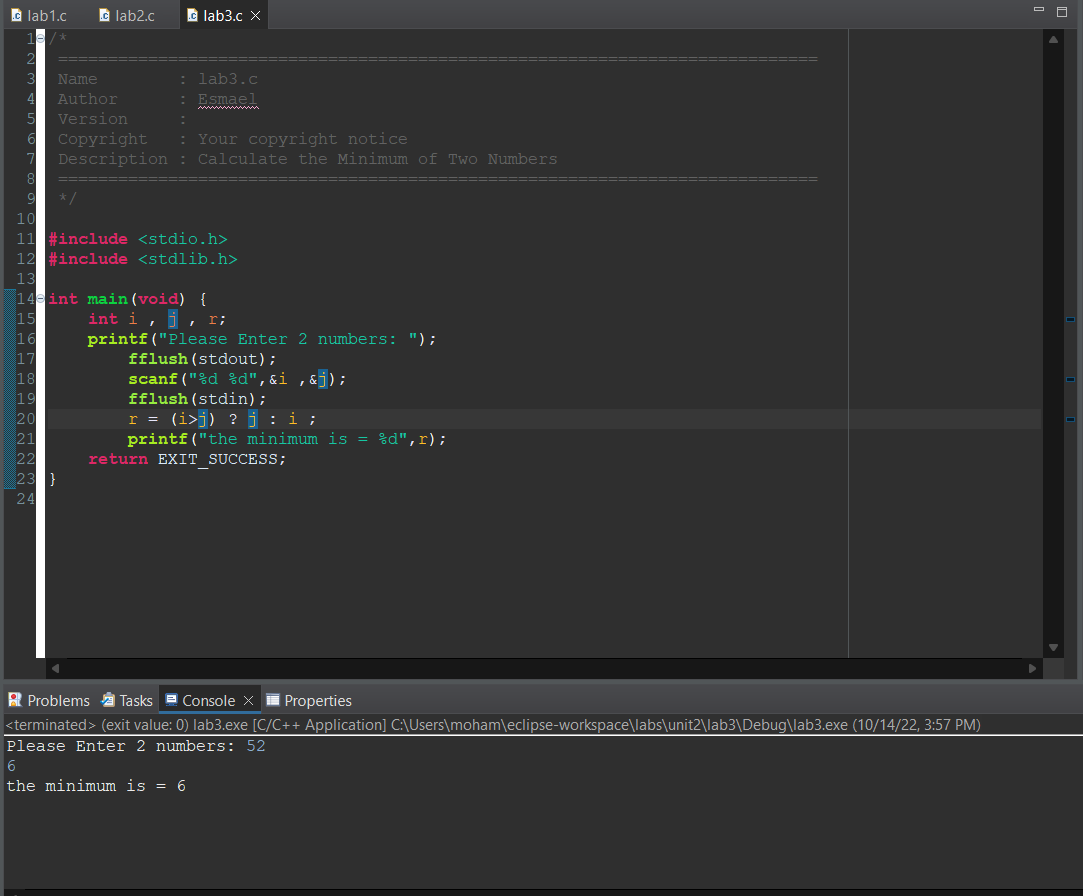 lab1.c lab2.c lab3.c
1 /*
2 ============================================================================
3 Name        : lab3.c
4 Author      : Esmael
5 Version     :
6 Copyright   : Your copyright notice
7 Description : Calculate the Minimum of Two Numbers
8 ============================================================================
9 */
10
11 #include <stdio.h>
12 #include <stdlib.h>
13
14 int main(void) {
15     int i , j , r;
16     printf("Please Enter 2 numbers: ");
17         fflush(stdout);
18         scanf("%d %d",&i ,&j);
19         fflush(stdin);
20         r = (i>j) ? j : i ;
21         printf("the minimum is = %d",r);
22     return EXIT_SUCCESS;
23 }
24
Problems Tasks Console Properties
<terminated> (exit value: 0) lab3.exe [C/C++ Application] C:\Users\moham\eclipse-workspace\labs\unit2\lab3\Debug\lab3.exe (10/14/22, 3:57 PM)
Please Enter 2 numbers: 52
6
the minimum is = 6